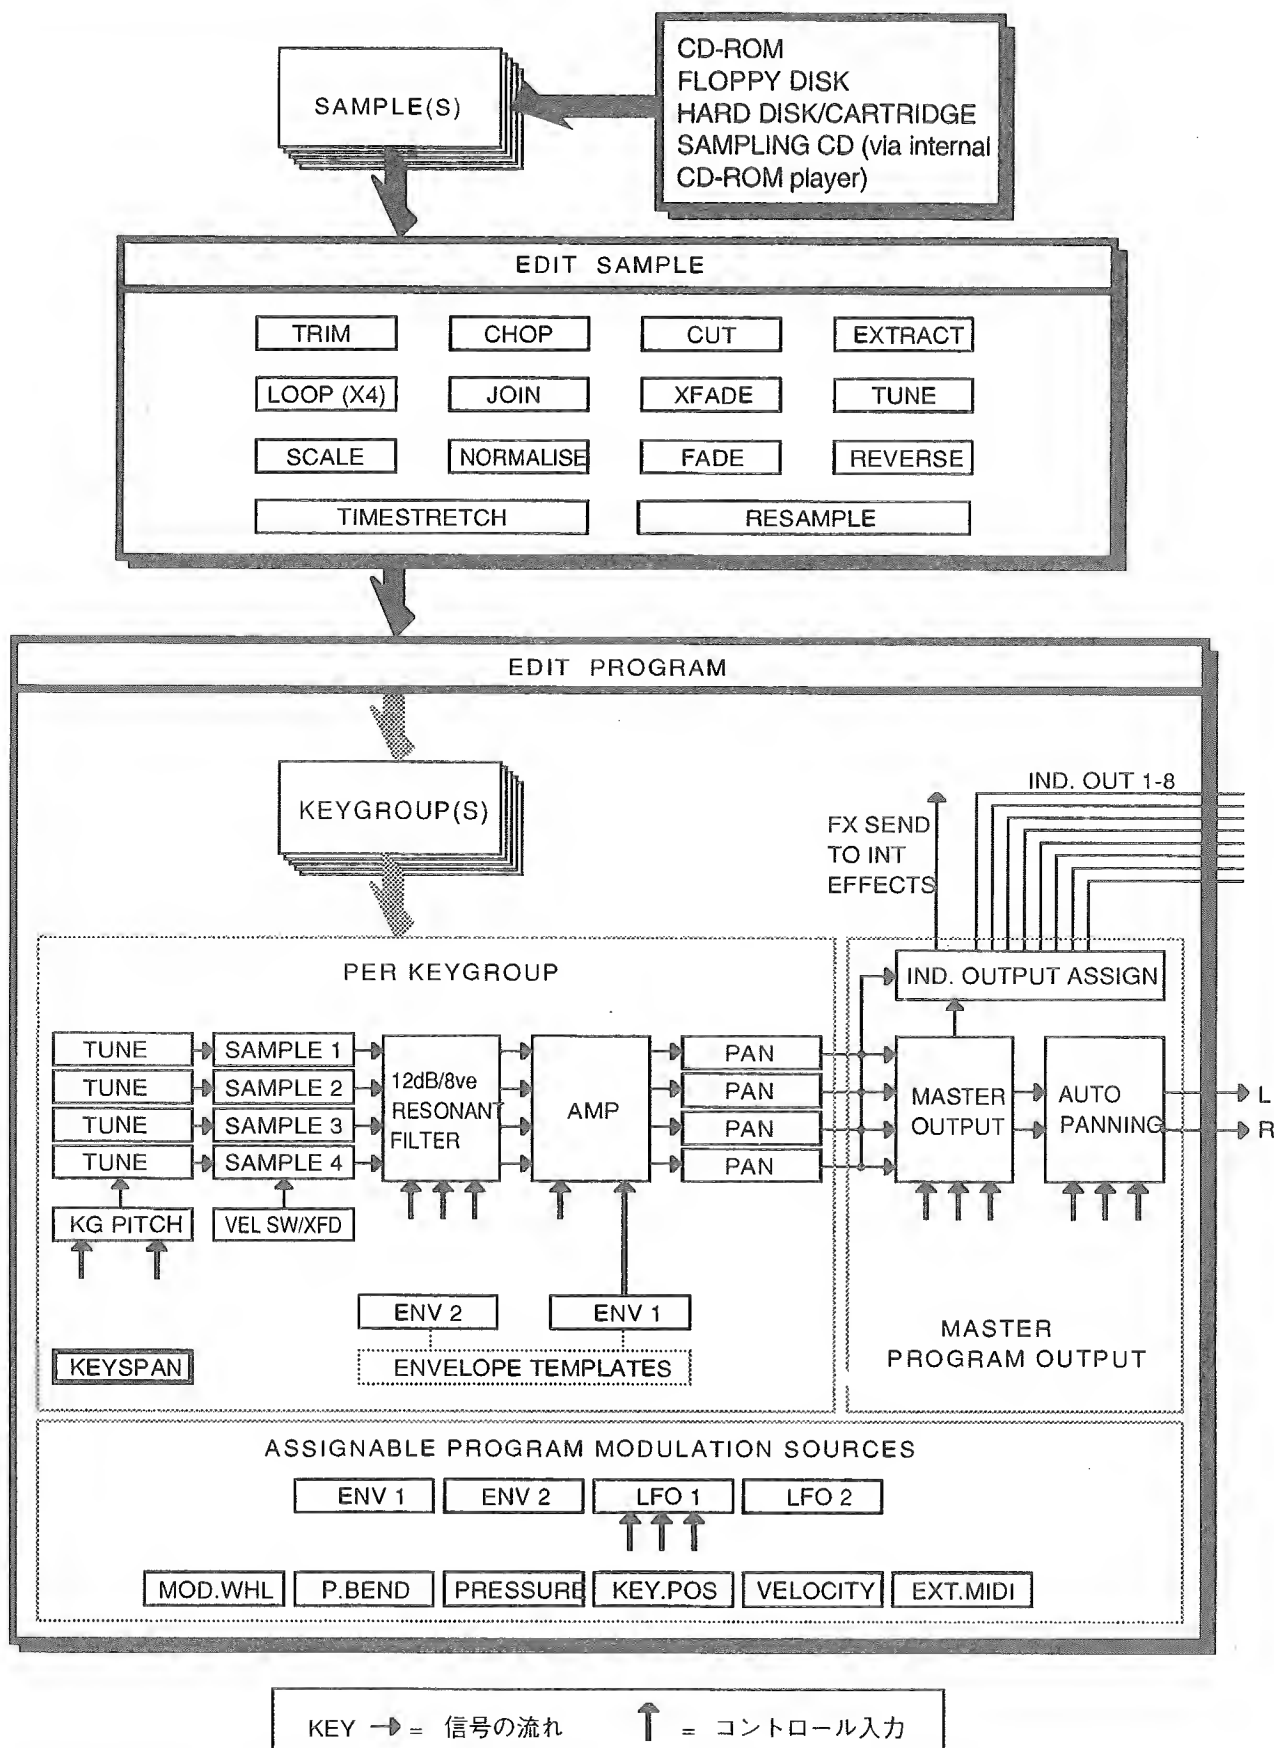 SAMPLE(S)
CD-ROM
FLOPPY DISK
HARD DISK/CARTRIDGE
SAMPLING CD (via internal
CD-ROM player)
EDIT SAMPLE
TRIM
CHOP
CUT
EXTRACT
LOOP (X4)
JOIN
XFADE
TUNE
SCALE
NORMALISE
FADE
REVERSE
TIMESTRETCH
RESAMPLE
EDIT PROGRAM
KEYGROUP(S)
IND. OUT 1-8
FX SEND
TO INT
EFFECTS
PER KEYGROUP
IND. OUTPUT ASSIGN
TUNE
SAMPLE 1
PAN
TUNE
SAMPLE 2
PAN
TUNE
SAMPLE 3
PAN
TUNE
SAMPLE 4
PAN
12dB/8ve
RESONANT
FILTER
AMP
MASTER
OUTPUT
AUTO
PANNING
L
R
KG PITCH
VEL SW/XFD
ENV 2
ENV 1
KEYSPAN
ENVELOPE TEMPLATES
MASTER
PROGRAM OUTPUT
ASSIGNABLE PROGRAM MODULATION SOURCES
ENV 1
ENV 2
LFO 1
LFO 2
MOD.WHL
P.BEND
PRESSURE
KEY.POS
VELOCITY
EXT.MIDI
KEY → = 信号の流れ ↑ = コントロール入力